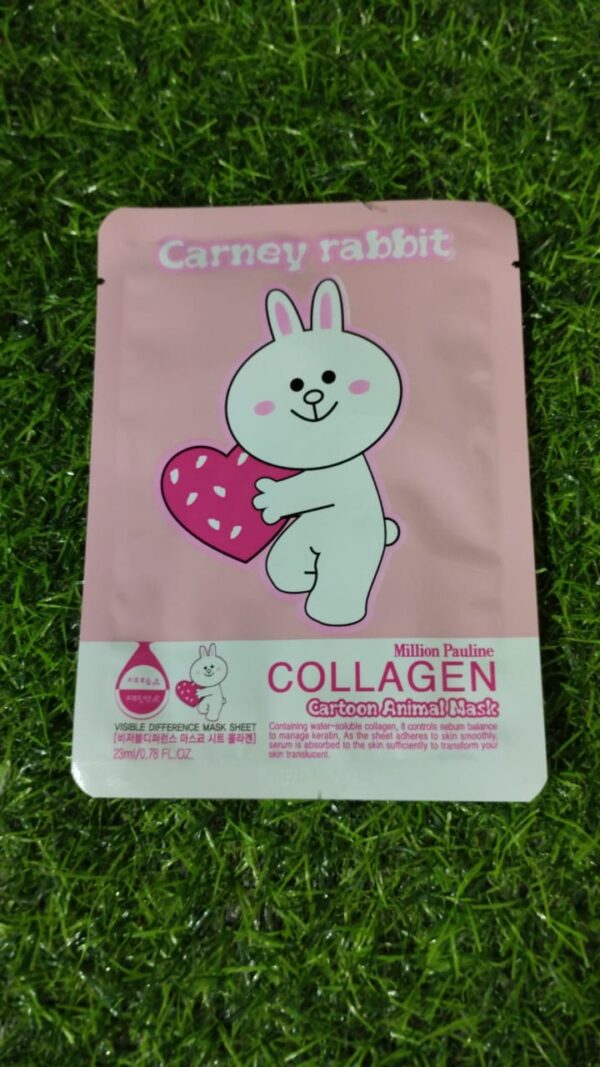 Carney rabbit
Million Pauline
COLLAGEN
Cartoon Animal Mask
VISIBLE DIFFERENCE MASK SHEET
[비저블디퍼런스 마스크 시트 콜라겐]
23ml/0.78 FL.OZ.
Containing water-soluble collagen, it controls sebum balance
to manage keratin. As the sheet adheres to skin smoothly,
serum is absorbed to the skin sufficiently to transform your
skin translucent.